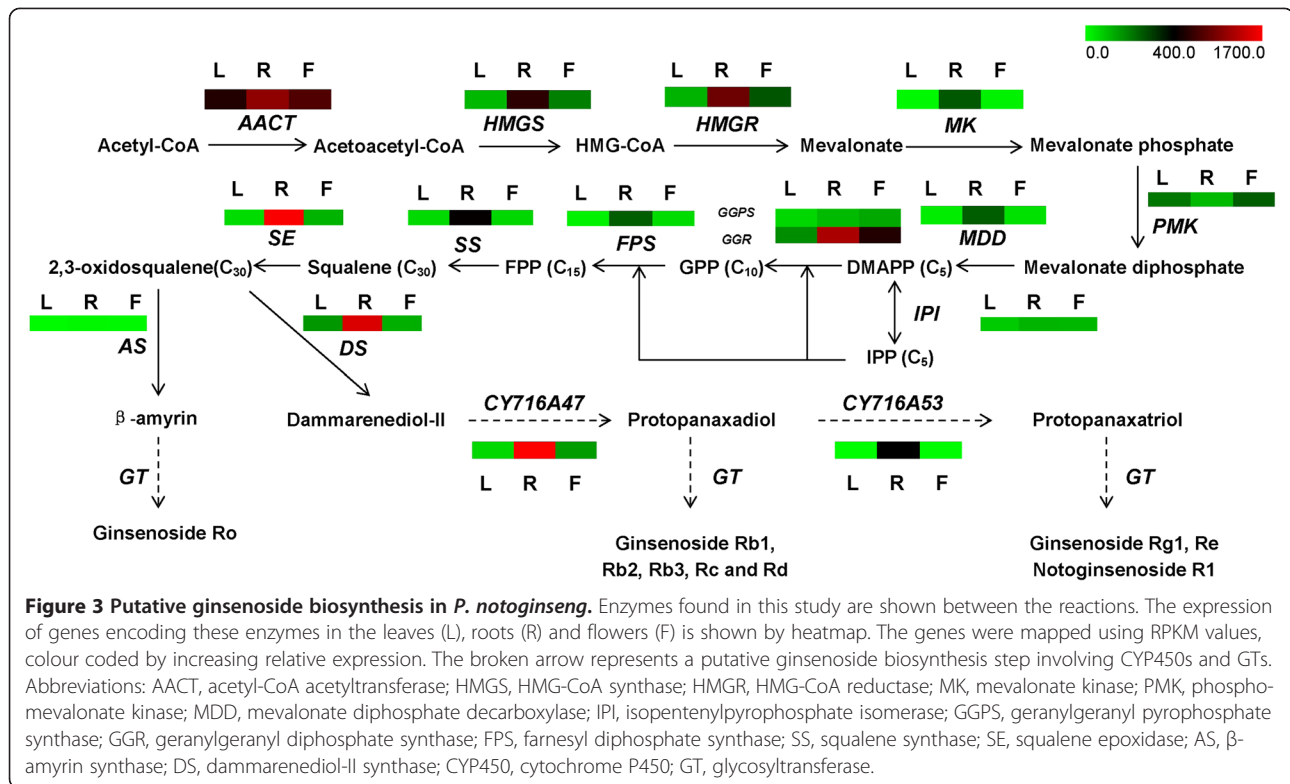 0.0 400.0 1700.0
L R F
L R F
L R F
L R F
AACT
HMGS
HMGR
MK
Acetyl-CoA
Acetoacetyl-CoA
HMG-CoA
Mevalonate
Mevalonate phosphate
L R F
PMK
L R F
SE
L R F
SS
L R F
FPS
L R F
GGPS
GGR
L R F
MDD
2,3-oxidosqualene(C30)
Squalene (C30)
FPP (C15)
GPP (C10)
DMAPP (C5)
Mevalonate diphosphate
L R F
AS
L R F
DS
IPI
L R F
IPP (C5)
β-amyrin
Dammarenediol-II
CY716A47
Protopanaxadiol
CY716A53
Protopanaxatriol
L R F
L R F
GT
GT
GT
Ginsenoside Ro
Ginsenoside Rb1,
Rb2, Rb3, Rc and Rd
Ginsenoside Rg1, Re
Notoginsenoside R1
Figure 3 Putative ginsenoside biosynthesis in P. notoginseng. Enzymes found in this study are shown between the reactions. The expression
of genes encoding these enzymes in the leaves (L), roots (R) and flowers (F) is shown by heatmap. The genes were mapped using RPKM values,
colour coded by increasing relative expression. The broken arrow represents a putative ginsenoside biosynthesis step involving CYP450s and GTs.
Abbreviations: AACT, acetyl-CoA acetyltransferase; HMGS, HMG-CoA synthase; HMGR, HMG-CoA reductase; MK, mevalonate kinase; PMK, phospho-
mevalonate kinase; MDD, mevalonate diphosphate decarboxylase; IPI, isopentenylpyrophosphate isomerase; GGPS, geranylgeranyl pyrophosphate
synthase; GGR, geranylgeranyl diphosphate synthase; FPS, farnesyl diphosphate synthase; SS, squalene synthase; SE, squalene epoxidase; AS, β-
amyrin synthase; DS, dammarenediol-II synthase; CYP450, cytochrome P450; GT, glycosyltransferase.